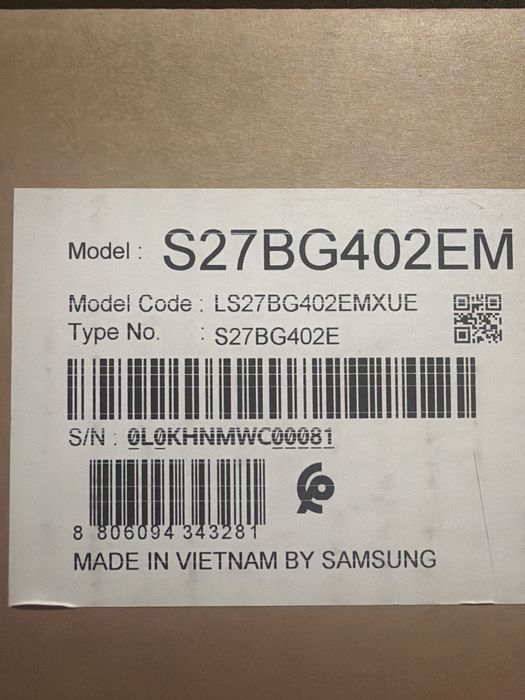 Model : S27BG402EM
Model Code : LS27BG402EMXUE
Type No. : S27BG402E
S/N : 0L0KHNMWC00081
8 806094 343281
MADE IN VIETNAM BY SAMSUNG